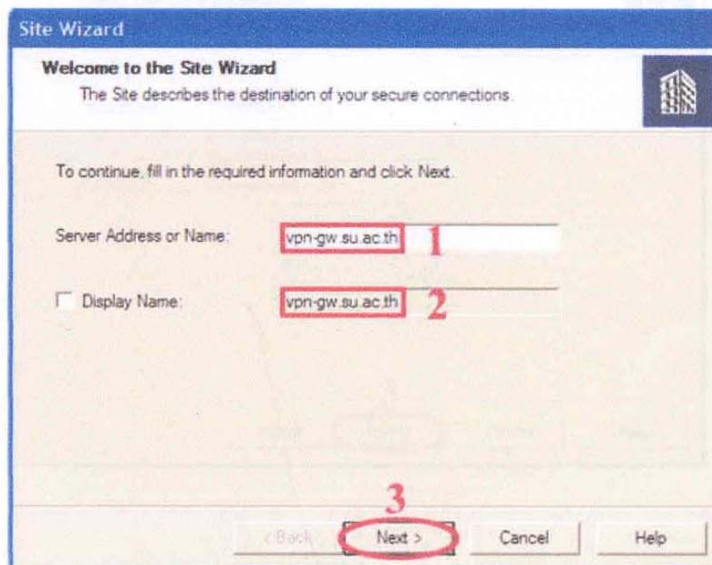 Site Wizard
Welcome to the Site Wizard
The Site describes the destination of your secure connections.
To continue, fill in the required information and click Next.
Server Address or Name: vpn-gw.su.ac.th 1
Display Name: vpn-gw.su.ac.th 2
3
< Back Next > Cancel Help